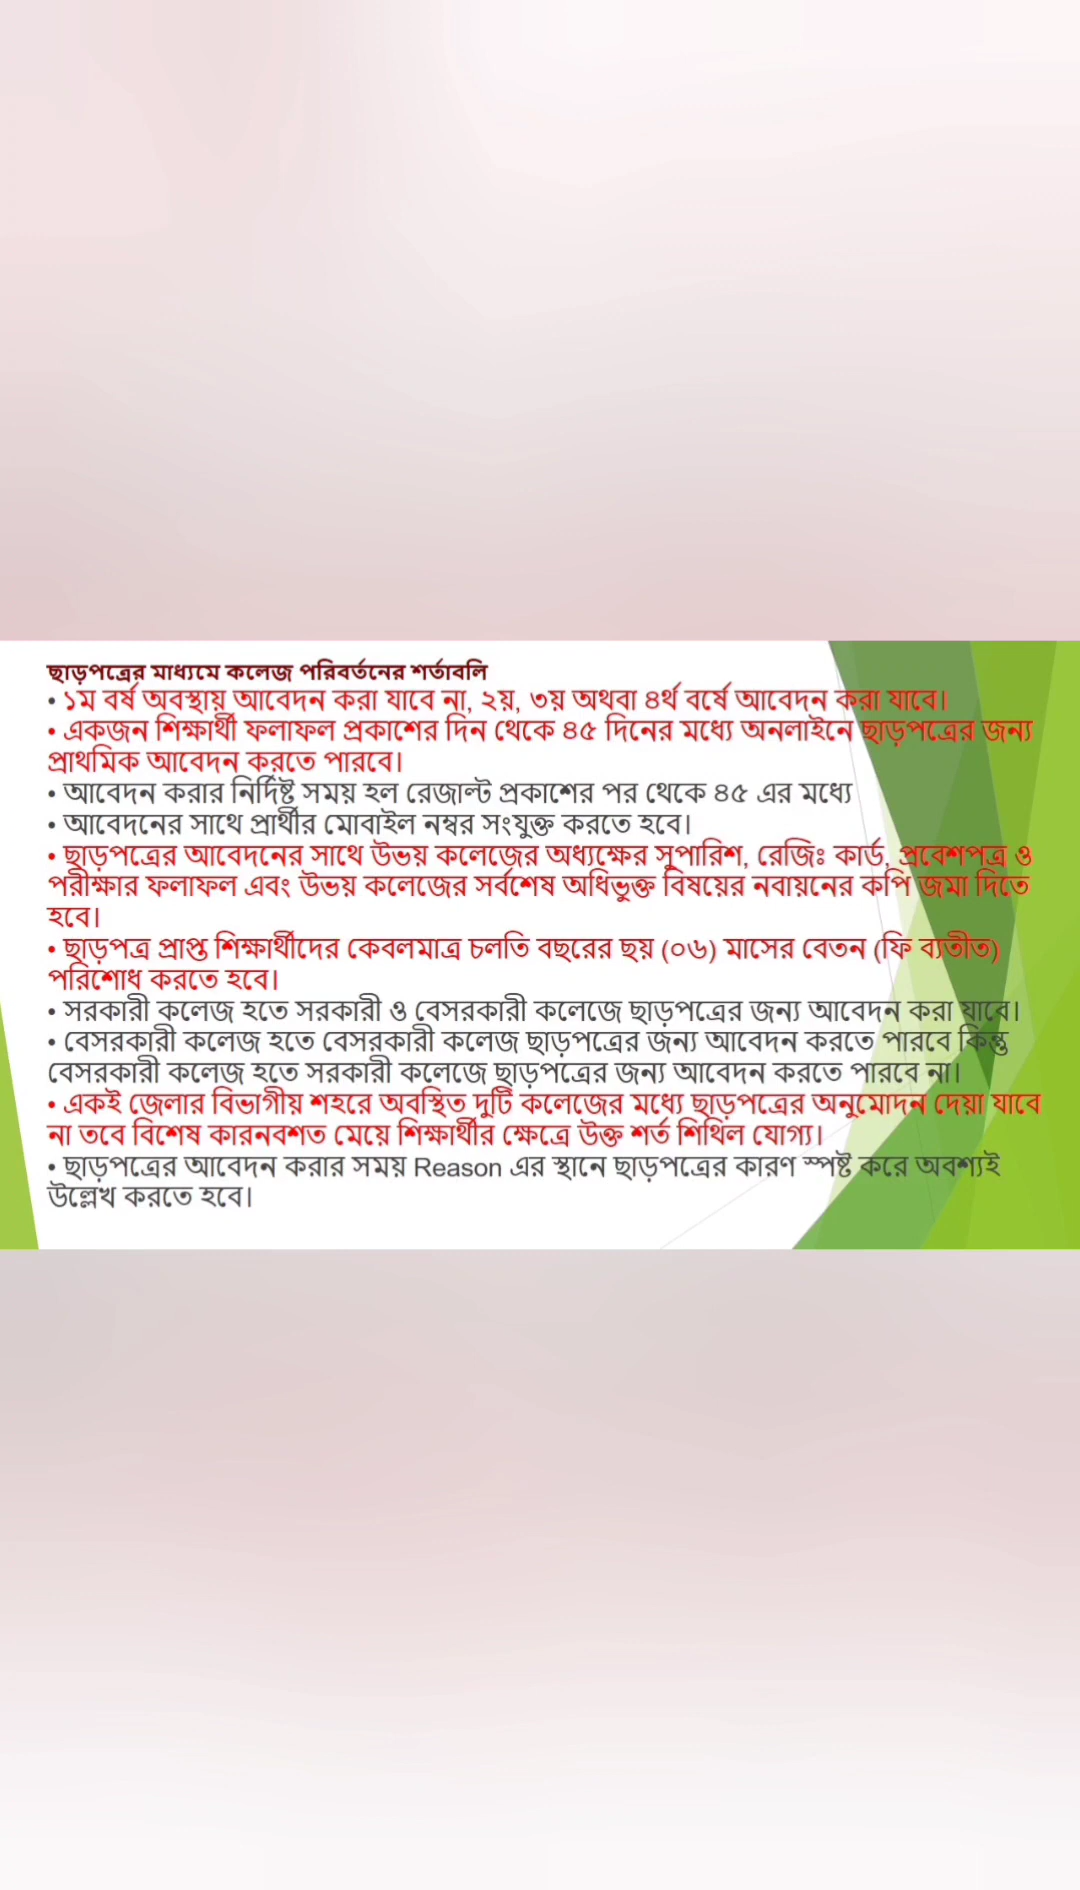 ছাড়পত্রের মাধ্যমে কলেজ পরিবর্তনের শর্তাবলি
• ১ম বর্ষ অবস্থায় আবেদন করা যাবে না, ২য়, ৩য় অথবা ৪র্থ বর্ষে আবেদন করা যাবে।
• একজন শিক্ষার্থী ফলাফল প্রকাশের দিন থেকে ৪৫ দিনের মধ্যে অনলাইনে ছাড়পত্রের জন্য
প্রাথমিক আবেদন করতে পারবে।
• আবেদন করার নির্দিষ্ট সময় হল রেজাল্ট প্রকাশের পর থেকে ৪৫ এর মধ্যে
• আবেদনের সাথে প্রার্থীর মোবাইল নম্বর সংযুক্ত করতে হবে।
• ছাড়পত্রের আবেদনের সাথে উভয় কলেজের অধ্যক্ষের সুপারিশ, রেজিঃ কার্ড, প্রবেশপত্র ও
পরীক্ষার ফলাফল এবং উভয় কলেজের সর্বশেষ অধিভুক্ত বিষয়ের নবায়নের কপি জমা দিতে
হবে।
• ছাড়পত্র প্রাপ্ত শিক্ষার্থীদের কেবলমাত্র চলতি বছরের ছয় (০৬) মাসের বেতন (ফি ব্যতীত)
পরিশোধ করতে হবে।
• সরকারী কলেজ হতে সরকারী ও বেসরকারী কলেজে ছাড়পত্রের জন্য আবেদন করা যাবে।
• বেসরকারী কলেজ হতে বেসরকারী কলেজ ছাড়পত্রের জন্য আবেদন করতে পারবে কিন্তু
বেসরকারী কলেজ হতে সরকারী কলেজে ছাড়পত্রের জন্য আবেদন করতে পারবে না।
• একই জেলার বিভাগীয় শহরে অবস্থিত দুটি কলেজের মধ্যে ছাড়পত্রের অনুমোদন দেয়া যাবে
না তবে বিশেষ কারনবশত মেয়ে শিক্ষার্থীর ক্ষেত্রে উক্ত শর্ত শিথিল যোগ্য।
• ছাড়পত্রের আবেদন করার সময় Reason এর স্থানে ছাড়পত্রের কারণ স্পষ্ট করে অবশ্যই
উল্লেখ করতে হবে।